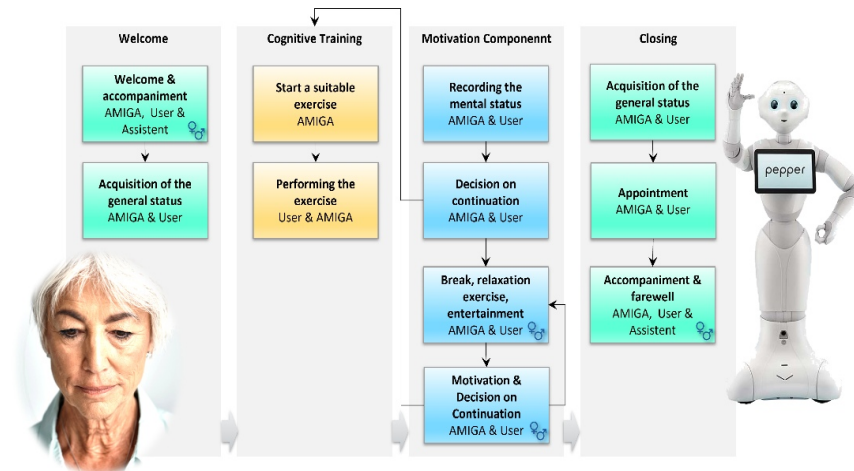 Welcome
Welcome &
accompaniment
AMIGA, User &
Assistent
Acquisition of the
general status
AMIGA & User
Cognitive Training
Start a suitable
exercise
AMIGA
Performing the
exercise
User & AMIGA
Motivation Componennt
Recording the
mental status
AMIGA & User
Decision on
continuation
AMIGA & User
Break, relaxation
exercise,
entertainment
AMIGA & User
Motivation &
Decision on
Continuation
AMIGA & User
Closing
Acquisition of the
general status
AMIGA & User
Appointment
AMIGA & User
Accompaniment &
farewell
AMIGA, User &
Assistent
pepper